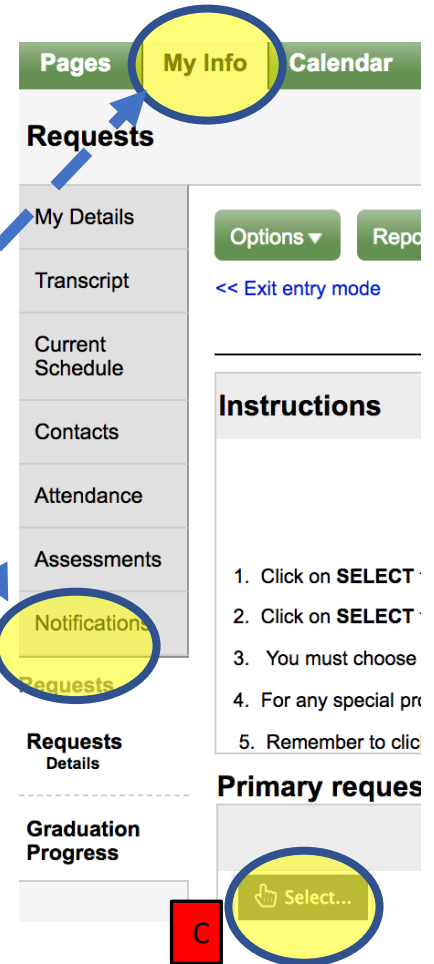 Pages My Info Calendar
Requests
My Details
Transcript
Current
Schedule
Contacts
Attendance
Assessments
Notifications
Requests
Requests
Details
Graduation
Progress
Options
<< Exit entry mode
Instructions
1. Click on SELECT
2. Click on SELECT
3. You must choose
4. For any special
5. Remember to
Primary
Select...
C